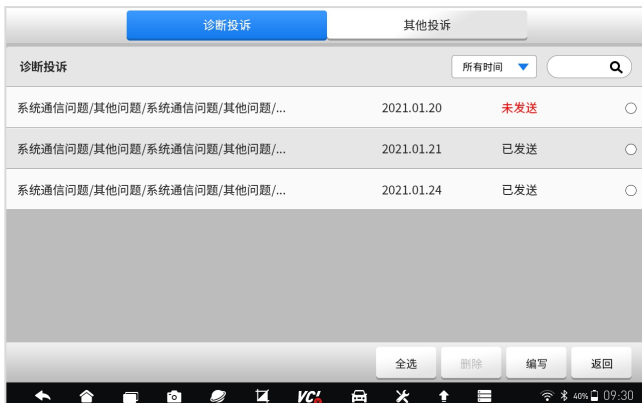 诊断投诉 其他投诉
诊断投诉 所有时间
系统通信问题/其他问题/系统通信问题/其他问题/... 2021.01.20 未发送
系统通信问题/其他问题/系统通信问题/其他问题/... 2021.01.21 已发送
系统通信问题/其他问题/系统通信问题/其他问题/... 2021.01.24 已发送
全选 删除 编写 返回
VCI 40% 09:30